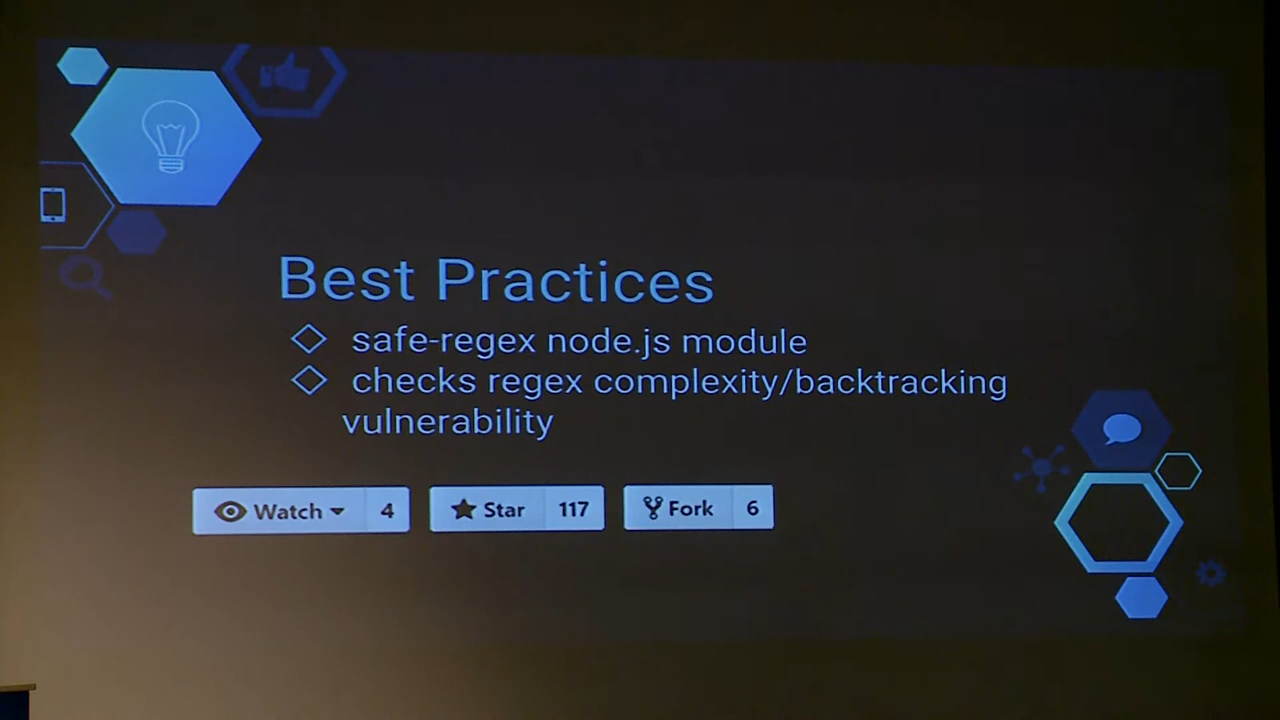 Best Practices
safe-regex node.js module
checks regex complexity/backtracking
vulnerability
Watch 4 Star 117 Fork 6